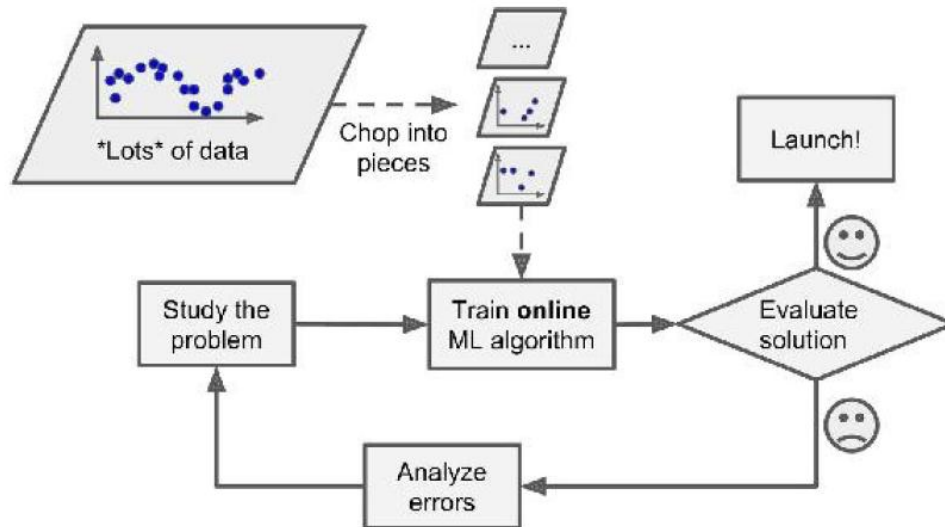 ...
*Lots* of data
Chop into
pieces
Launch!
Study the
problem
Train online
ML algorithm
Evaluate
solution
Analyze
errors